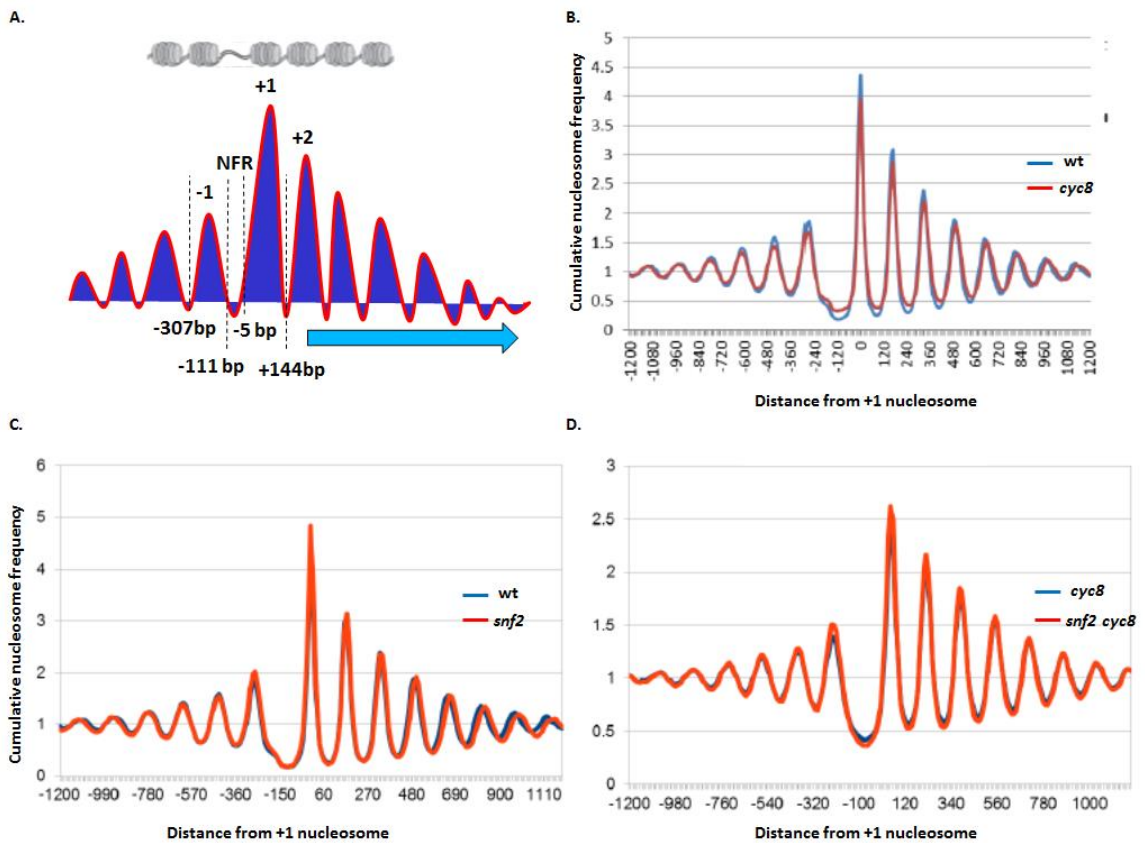 A.
+1
+2
NFR
-1
-307bp
-5 bp
-111 bp
+144bp
B.
Cumulative nucleosome frequency
5
4.5
4
3.5
3
2.5
2
1.5
1
0.5
0
wt
cyc8
-1200
-1080
-960
-840
-720
-600
-480
-360
-240
-120
0
120
240
360
480
600
720
840
960
1080
1200
Distance from +1 nucleosome
C.
Cumulative nucleosome frequency
6
5
4
3
2
1
0
wt
snf2
-1200 -990 -780 -570 -360 -150 60 270 480 690 900 1110
Distance from +1 nucleosome
D.
3
2.5
2
1.5
1
0.5
0
cyc8
snf2 cyc8
-1200 -980 -760 -540 -320 -100 120 340 560 780 1000
Distance from +1 nucleosome